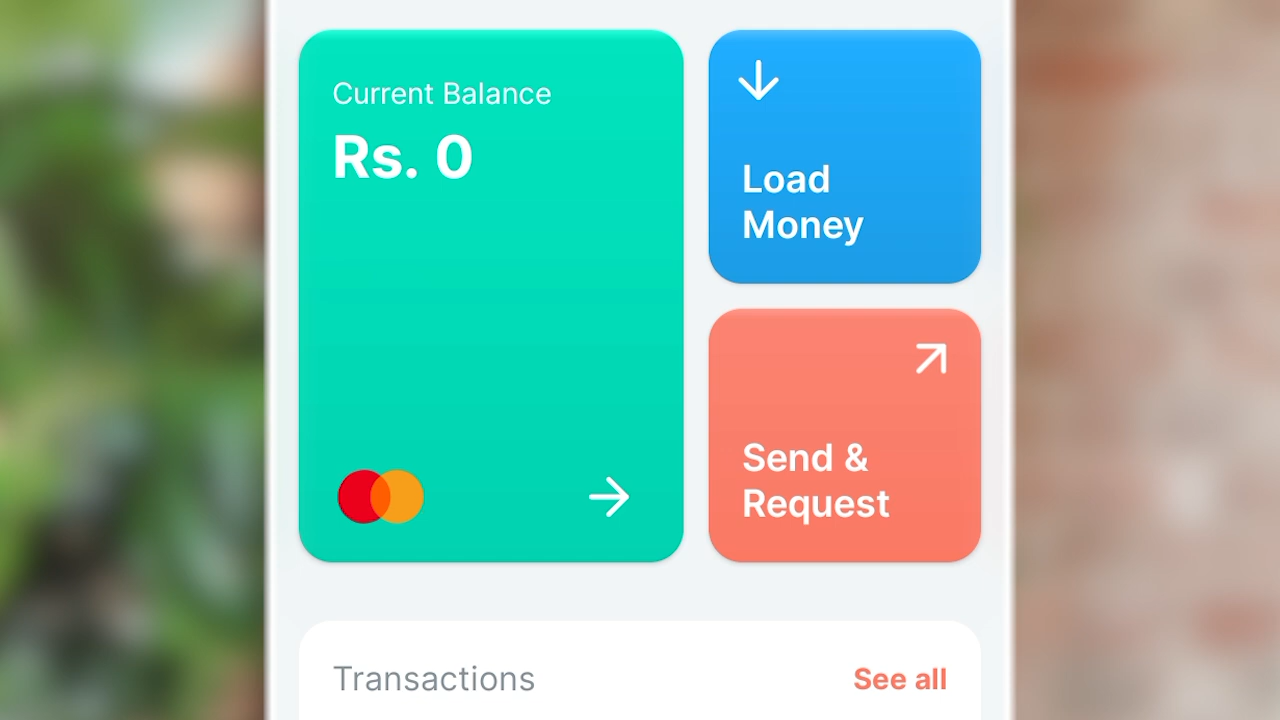 Current Balance
Rs. 0
Load
Money
Send &
Request
Transactions
See all